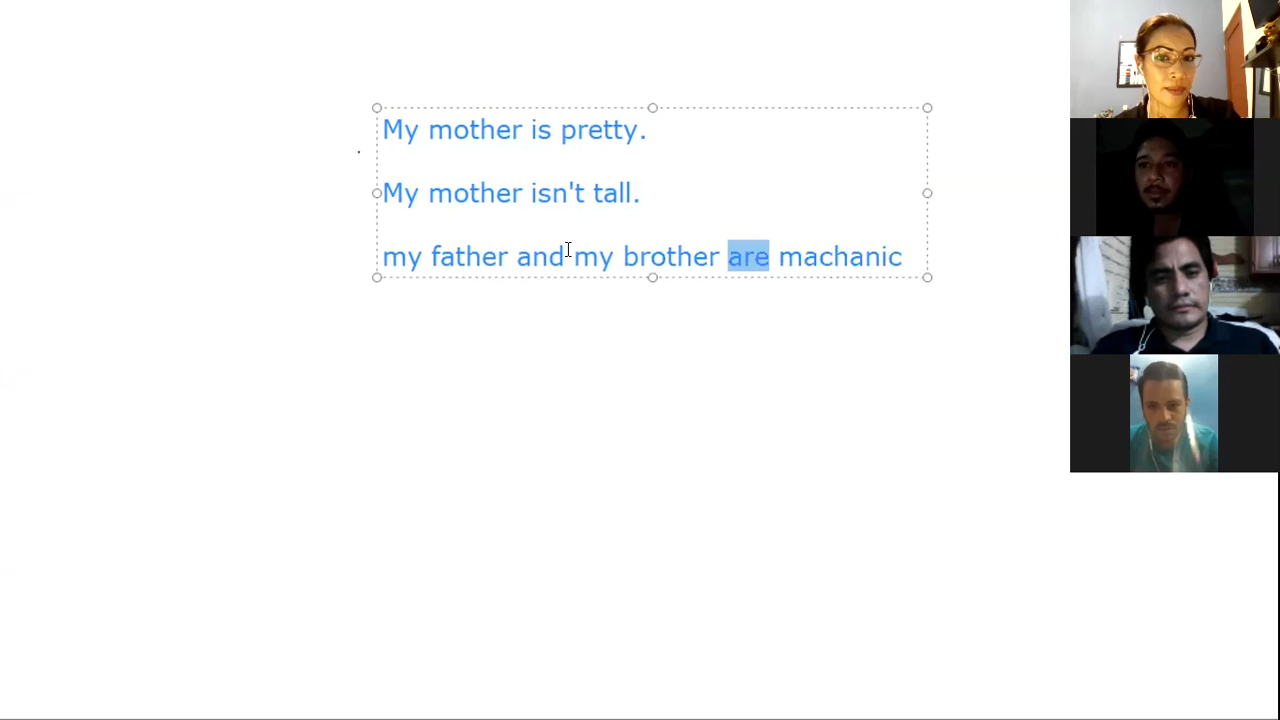 My mother is pretty.
My mother isn't tall.
my father and my brother are machanic